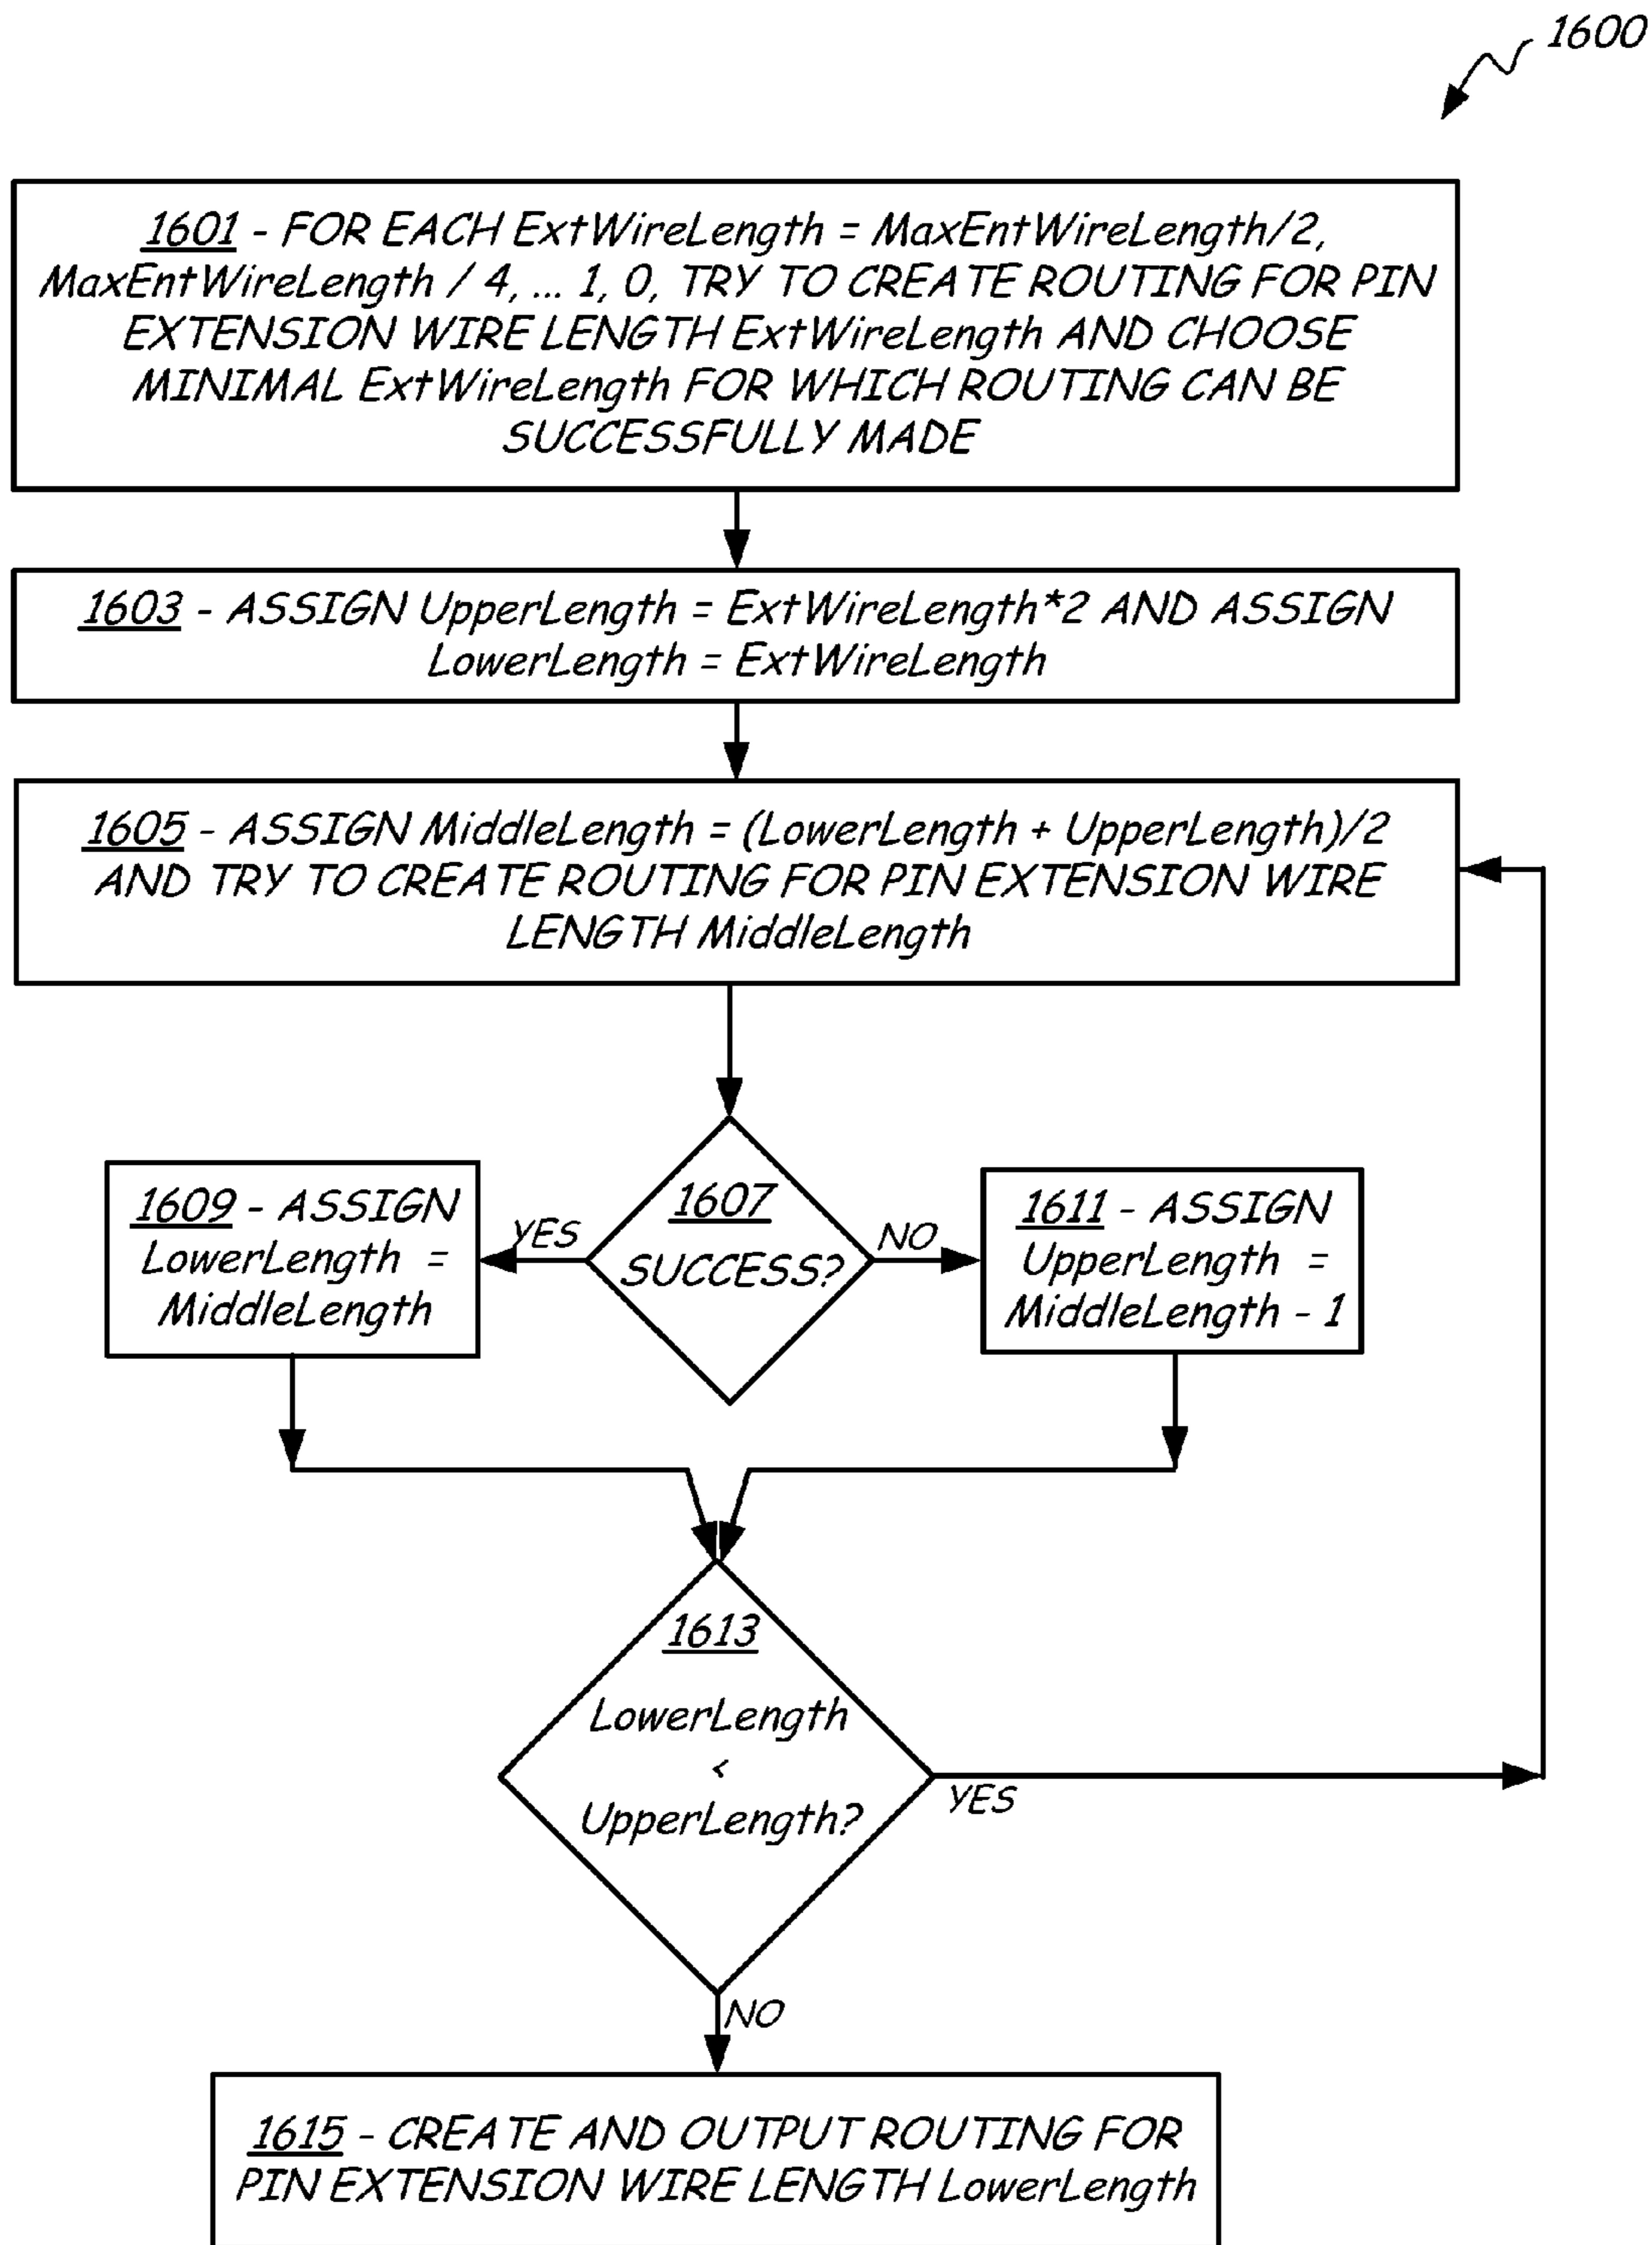 1600
1601 - FOR EACH ExtWireLength = MaxEntWireLength/2,
MaxEntWireLength / 4, ... 1, 0, TRY TO CREATE ROUTING FOR PIN
EXTENSION WIRE LENGTH ExtWireLength AND CHOOSE
MINIMAL ExtWireLength FOR WHICH ROUTING CAN BE
SUCCESSFULLY MADE
1603 - ASSIGN UpperLength = ExtWireLength*2 AND ASSIGN
LowerLength = ExtWireLength
1605 - ASSIGN MiddleLength = (LowerLength + UpperLength)/2
AND TRY TO CREATE ROUTING FOR PIN EXTENSION WIRE
LENGTH MiddleLength
1607
SUCCESS?
YES
NO
1609 - ASSIGN
LowerLength =
MiddleLength
1611 - ASSIGN
UpperLength =
MiddleLength - 1
1613
LowerLength
<
UpperLength?
YES
NO
1615 - CREATE AND OUTPUT ROUTING FOR
PIN EXTENSION WIRE LENGTH LowerLength